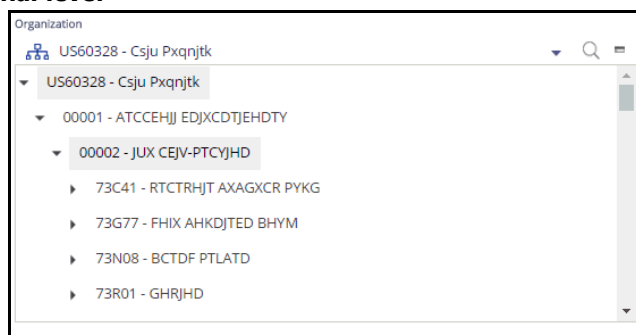 Organization
US60328 - Csju Pxqnjtk
US60328 - Csju Pxqnjtk
00001 - ATCCEHJJ EDJXCDTJEHDTY
00002 - JUX CEJV-PTCYJHD
73C41 - RTCTRHJT AXAGXCR PYKG
73G77 - FHIX AHKDJTED BHYM
73N08 - BCTDF PTLATD
73R01 - GHRJHD